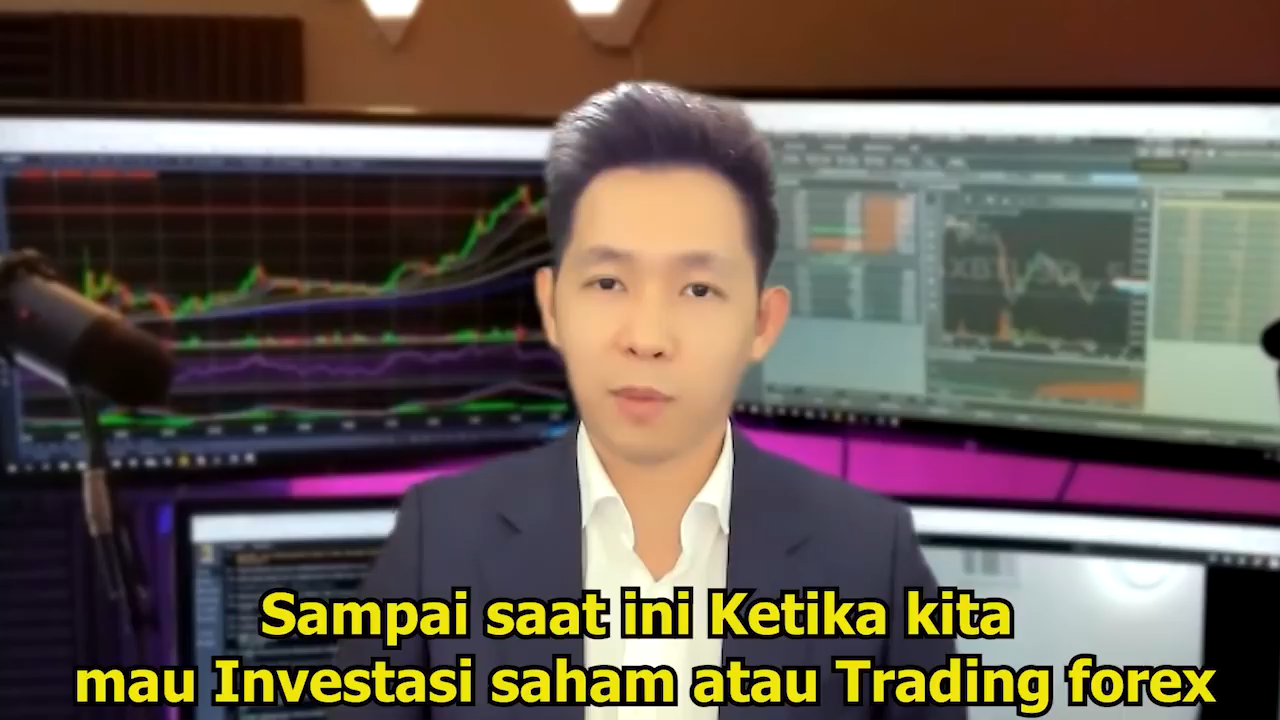 Sampai saat ini Ketika kita
mau Investasi saham atau Trading forex